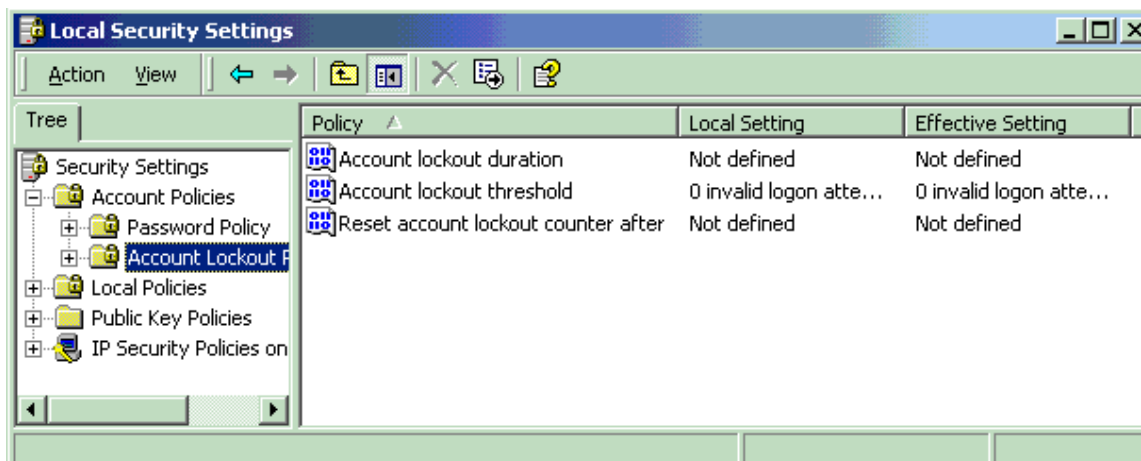 Local Security Settings
Action View
Tree
Policy Local Setting Effective Setting
Security Settings
Account Policies
Password Policy
Account Lockout P
Local Policies
Public Key Policies
IP Security Policies on
Account lockout duration Not defined Not defined
Account lockout threshold 0 invalid logon atte... 0 invalid logon atte...
Reset account lockout counter after Not defined Not defined